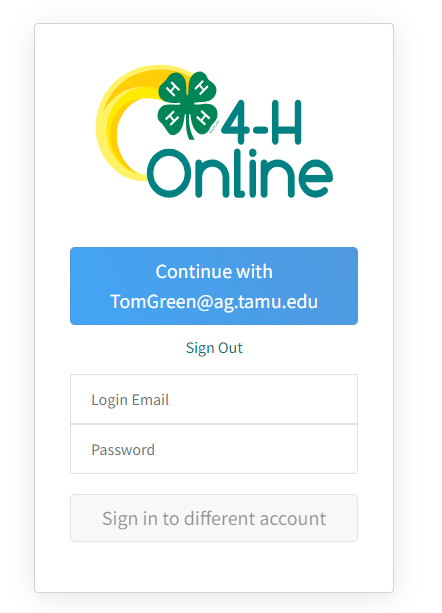 H H
H H
4-H
Online
Continue with
TomGreen@ag.tamu.edu
Sign Out
Login Email
Password
Sign in to different account